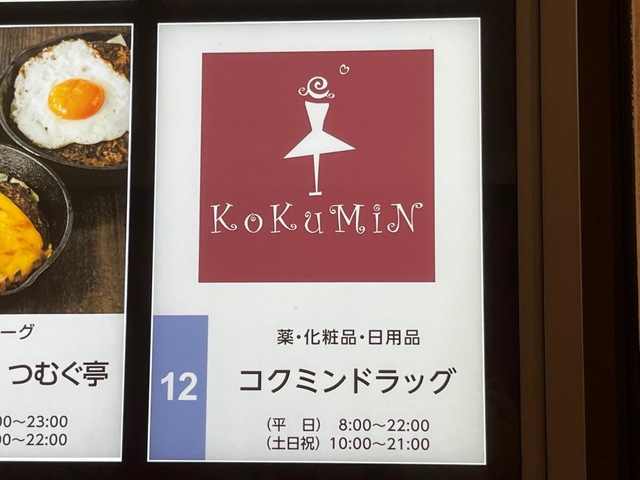 ーグ
つむぐ亭
00～23:00
00～22:00
KoKuMiN
薬・化粧品・日用品
12
コクミンドラッグ
（平　日） 8:00～22:00
（土日祝） 10:00～21:00